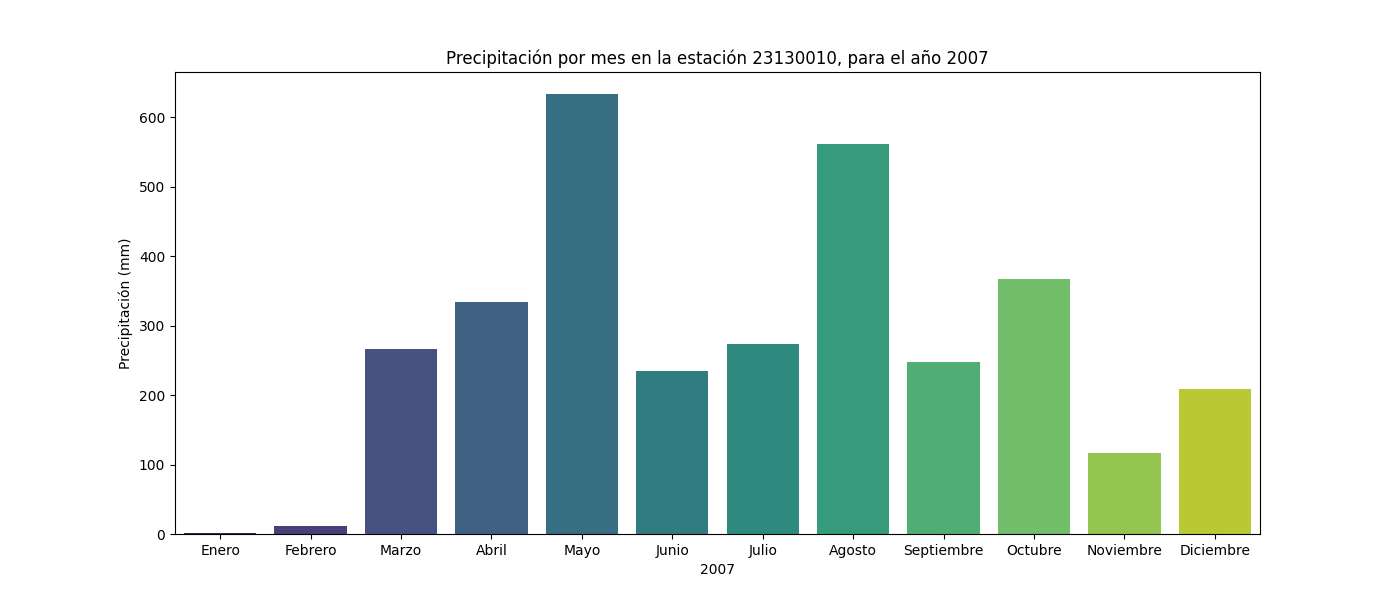 Precipitación por mes en la estación 23130010, para el año 2007
Precipitación (mm)
600
500
400
300
200
100
0
Enero Febrero Marzo Abril Mayo Junio Julio Agosto Septiembre Octubre Noviembre Diciembre
2007